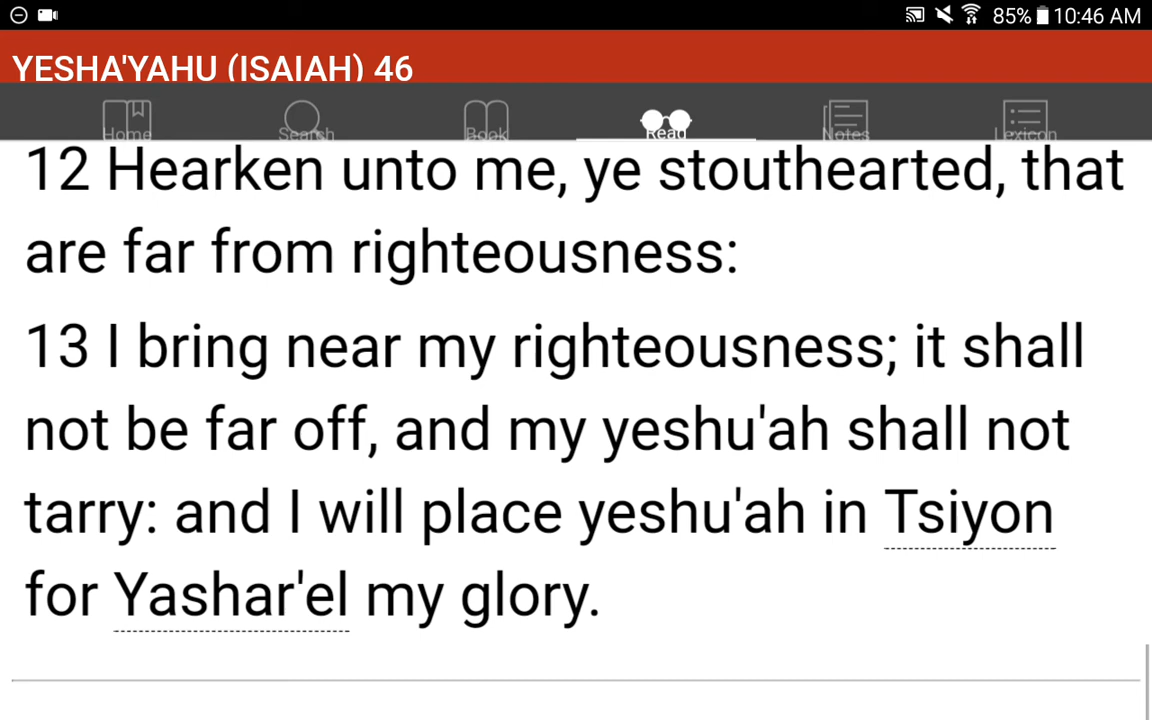 85% 10:46 AM
YESHA'YAHU (ISAIAH) 46
Home Search Book Read Notes Lexicon
12 Hearken unto me, ye stouthearted, that
are far from righteousness:
13 I bring near my righteousness; it shall
not be far off, and my yeshu'ah shall not
tarry: and I will place yeshu'ah in Tsiyon
for Yashar'el my glory.